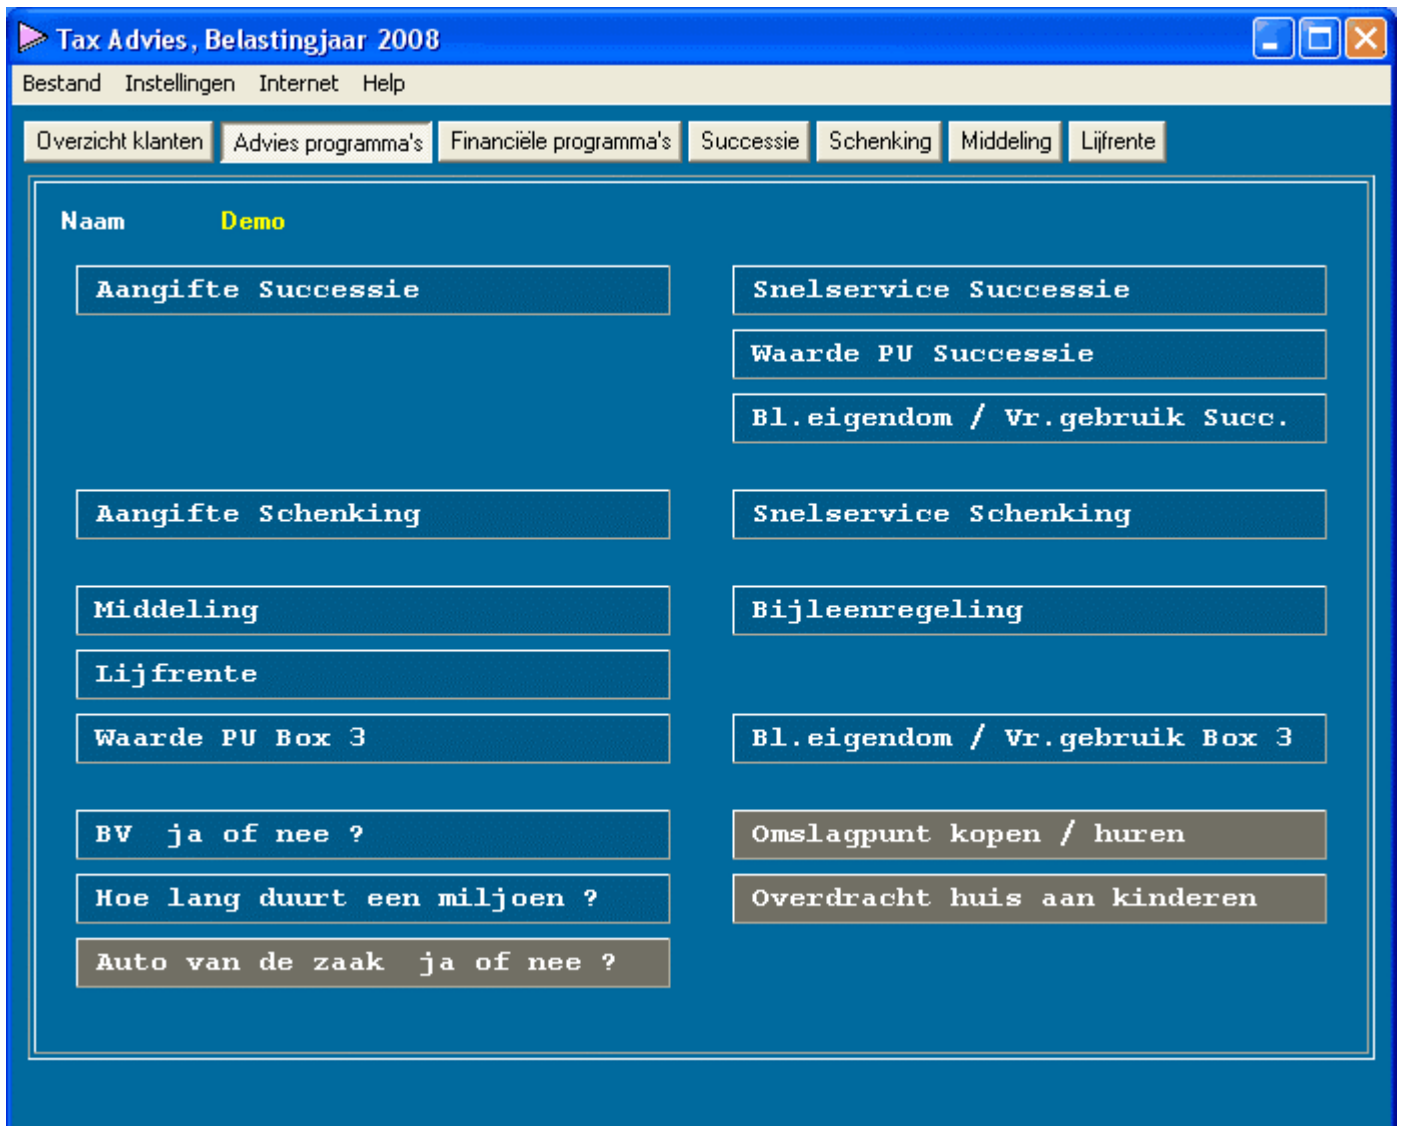 Tax Advies, Belastingjaar 2008
Bestand Instellingen Internet Help
Overzicht klanten Advies programma's Financiële programma's Successie Schenking Middeling Lijfrente
Naam Demo
Aangifte Successie Snelservice Successie
Waarde PU Successie
Bl.eigendom / Vr.gebruik Succ.
Aangifte Schenking Snelservice Schenking
Middeling Bijleenregeling
Lijfrente
Waarde PU Box 3 Bl.eigendom / Vr.gebruik Box 3
BV ja of nee ? Omslagpunt kopen / huren
Hoe lang duurt een miljoen ? Overdracht huis aan kinderen
Auto van de zaak ja of nee ?